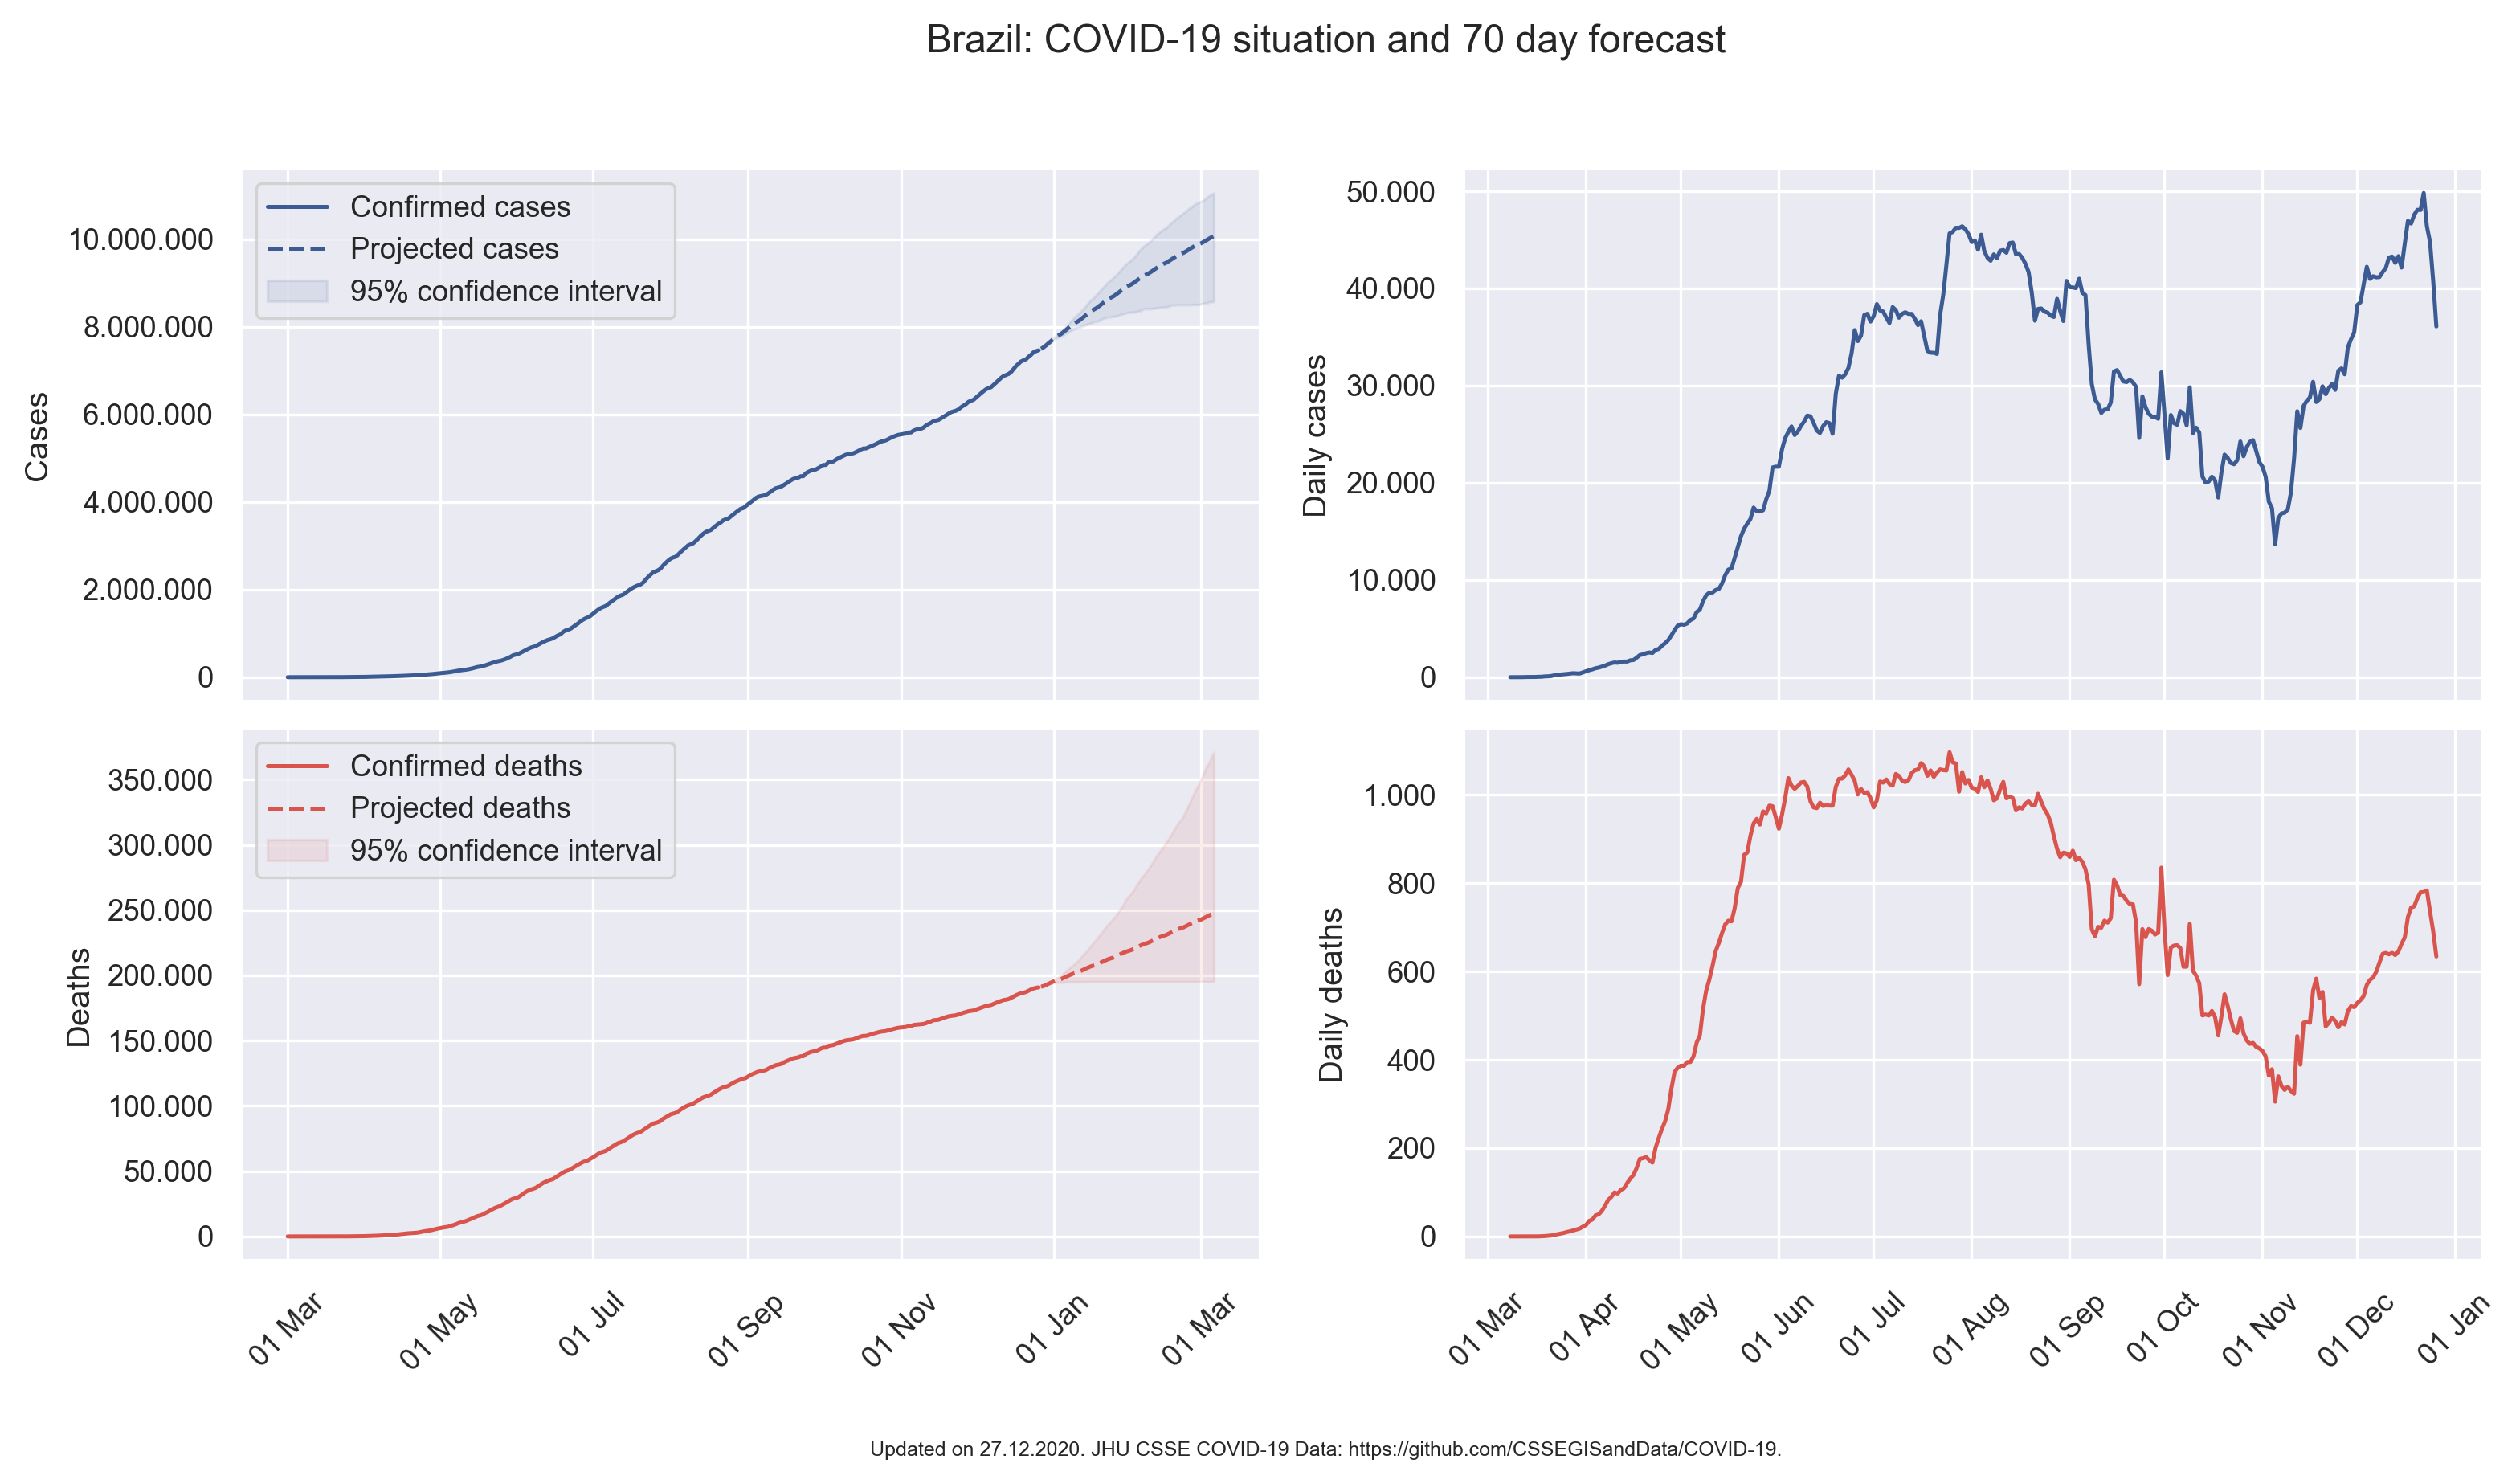 Brazil: COVID-19 situation and 70 day forecast
Confirmed cases
Projected cases
95% confidence interval
10.000.000
8.000.000
6.000.000
4.000.000
2.000.000
0
Cases
50.000
40.000
30.000
20.000
10.000
0
Daily cases
Confirmed deaths
Projected deaths
95% confidence interval
350.000
300.000
250.000
200.000
150.000
100.000
50.000
0
Deaths
01 Mar
01 May
01 Jul
01 Sep
01 Nov
01 Jan
01 Mar
1.000
800
600
400
200
0
Daily deaths
01 Mar
01 Apr
01 May
01 Jun
01 Jul
01 Aug
01 Sep
01 Oct
01 Nov
01 Dec
01 Jan
Updated on 27.12.2020. JHU CSSE COVID-19 Data: https://github.com/CSSEGISandData/COVID-19.